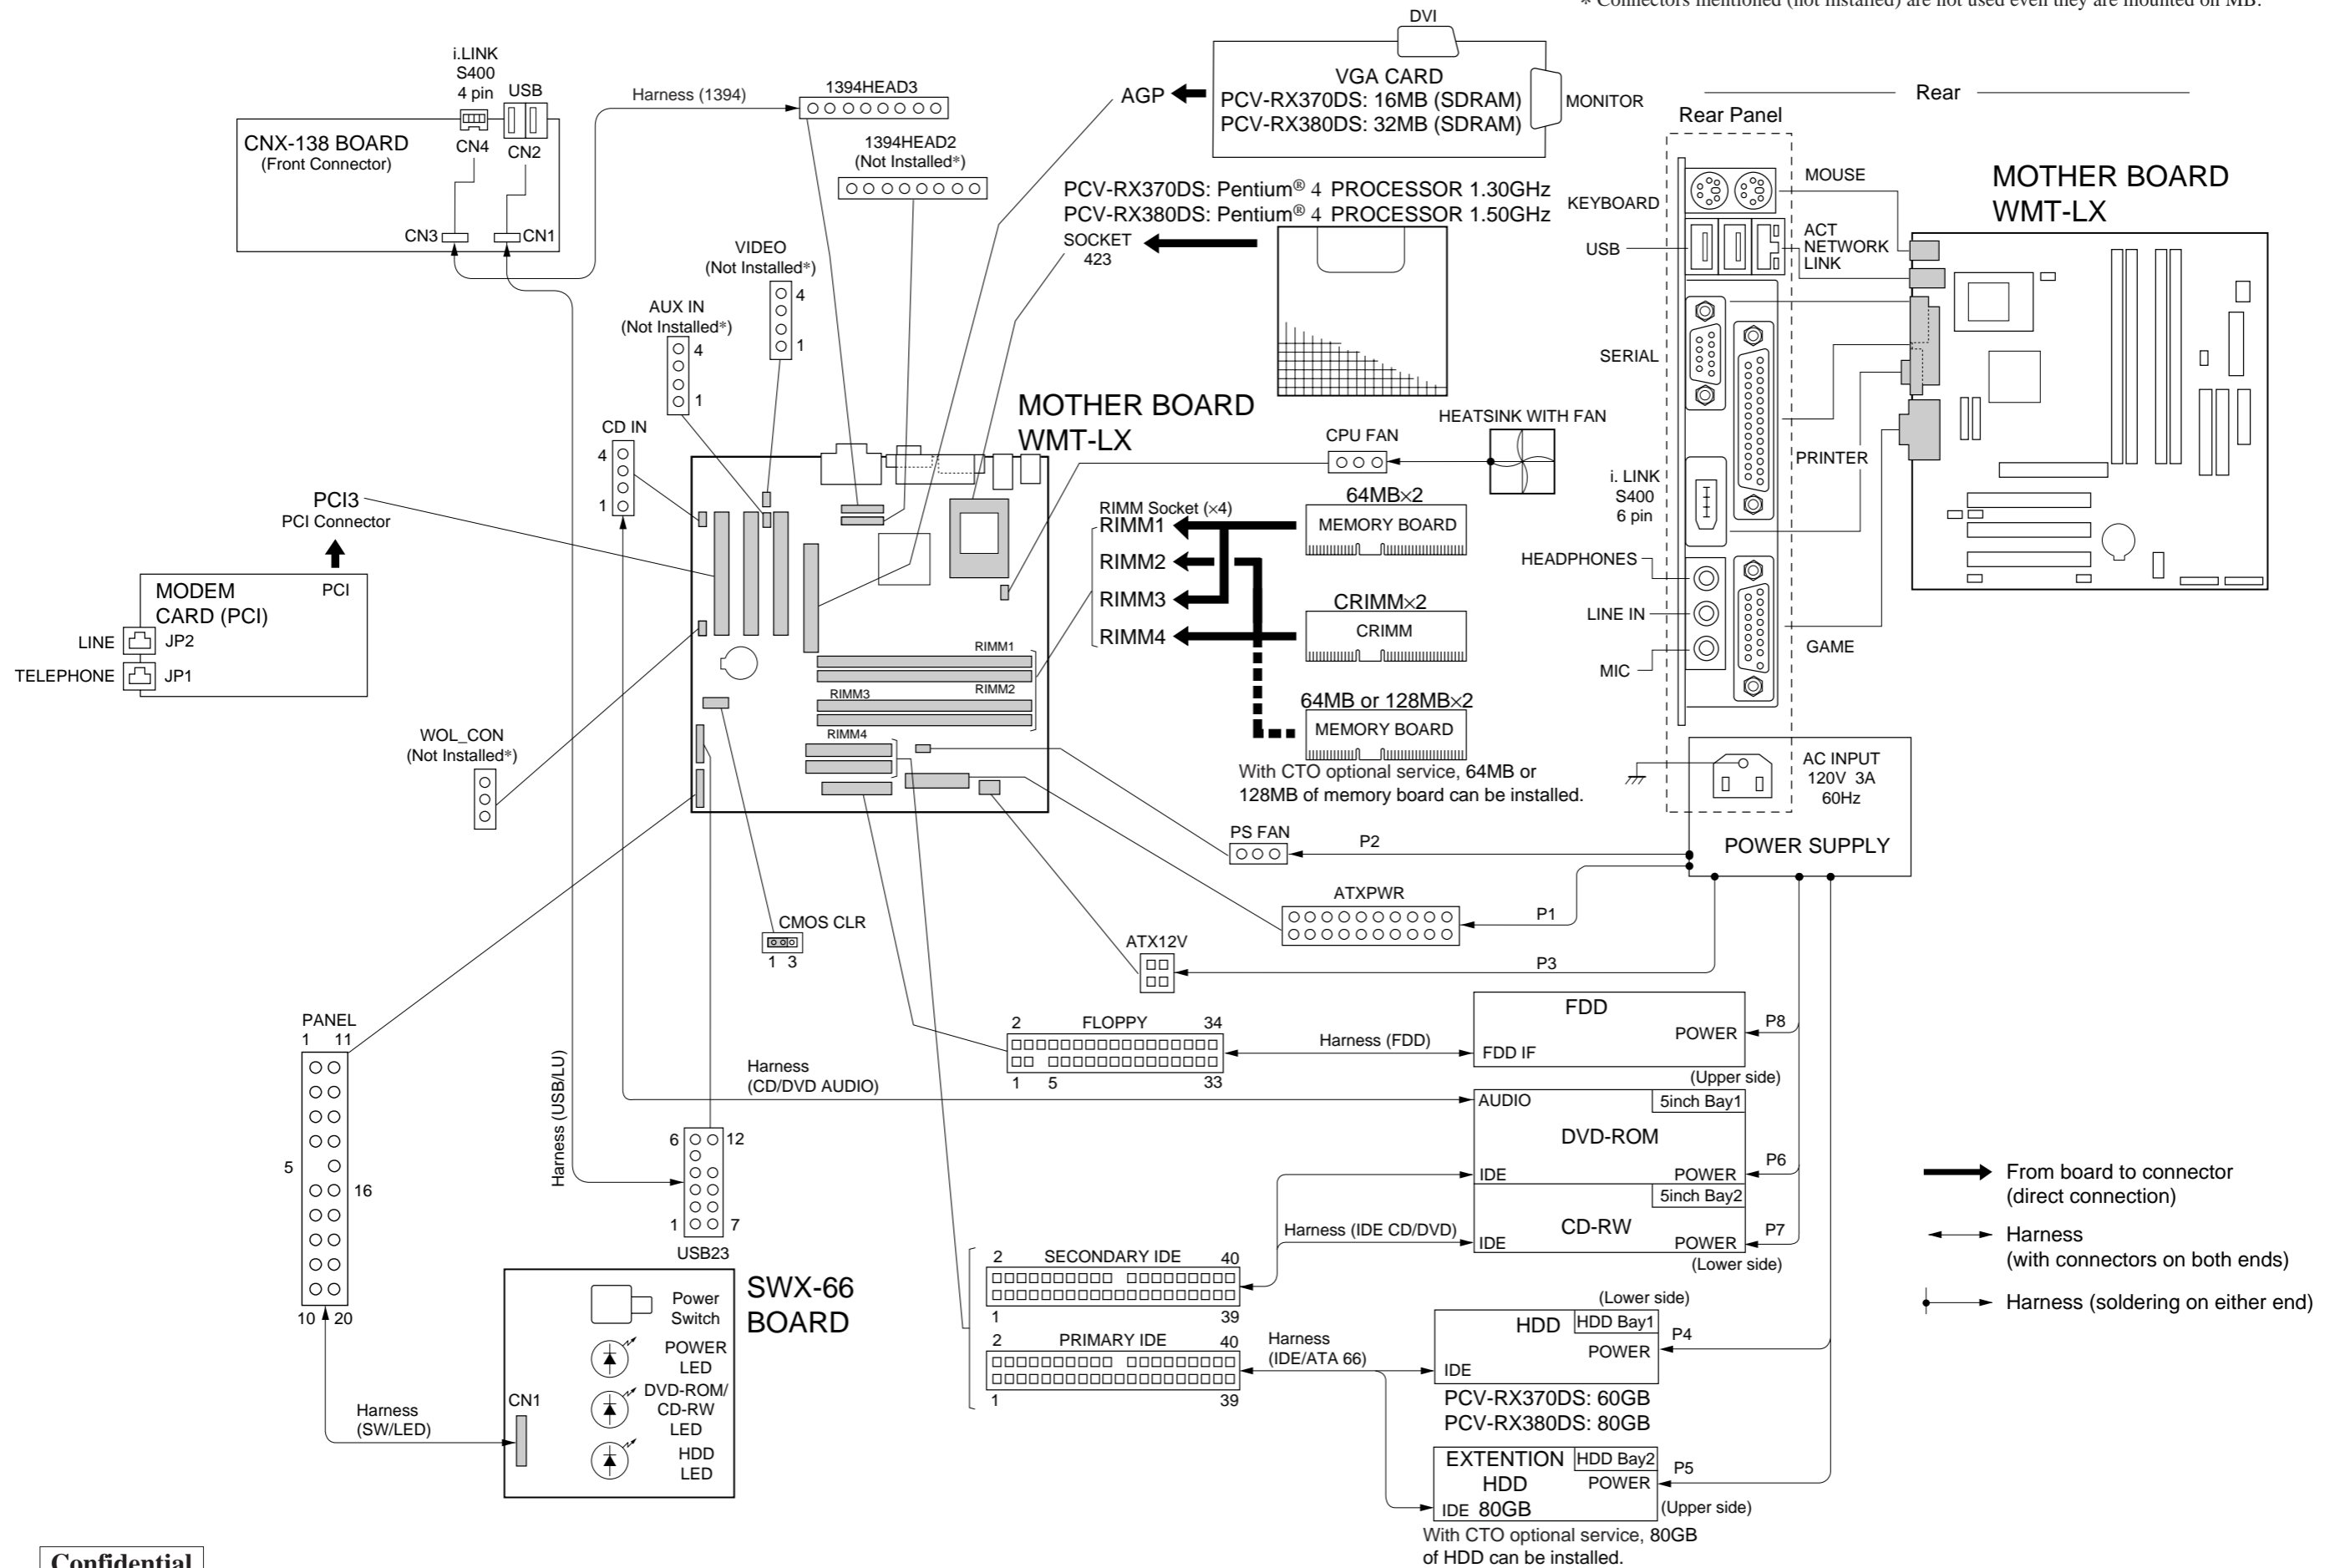 * Connectors mentioned (not installed) are not used even they are mounted on MB.
i.LINK
S400
4 pin
USB
CNX-138 BOARD
(Front Connector)
CN4
CN2
CN3
CN1
Harness (1394)
1394HEAD3
1394HEAD2
(Not Installed*)
VIDEO
(Not Installed*)
4
1
AUX IN
(Not Installed*)
4
1
CD IN
4
1
DVI
AGP
VGA CARD
PCV-RX370DS: 16MB (SDRAM)
PCV-RX380DS: 32MB (SDRAM)
MONITOR
PCV-RX370DS: Pentium® 4 PROCESSOR 1.30GHz
PCV-RX380DS: Pentium® 4 PROCESSOR 1.50GHz
SOCKET
423
Rear
Rear Panel
MOUSE
KEYBOARD
USB
ACT
NETWORK
LINK
SERIAL
PRINTER
i. LINK
S400
6 pin
HEADPHONES
LINE IN
MIC
GAME
MOTHER BOARD
WMT-LX
MOTHER BOARD
WMT-LX
CPU FAN
HEATSINK WITH FAN
PCI3
PCI Connector
MODEM
CARD (PCI)
PCI
LINE
JP2
TELEPHONE
JP1
RIMM Socket (×4)
RIMM1
RIMM2
RIMM3
RIMM4
64MB×2
MEMORY BOARD
CRIMM×2
CRIMM
64MB or 128MB×2
MEMORY BOARD
With CTO optional service, 64MB or
128MB of memory board can be installed.
RIMM1
RIMM2
RIMM3
RIMM4
WOL_CON
(Not Installed*)
AC INPUT
120V 3A
60Hz
POWER SUPPLY
PS FAN
P2
ATXPWR
P1
ATX12V
P3
CMOS CLR
1 3
PANEL
1 11
5
16
10 20
Harness (USB/LU)
Harness
(CD/DVD AUDIO)
2 FLOPPY 34
1 5 33
Harness (FDD)
FDD
POWER
FDD IF
P8
(Upper side)
AUDIO
5inch Bay1
DVD-ROM
IDE
POWER
P6
5inch Bay2
CD-RW
IDE
POWER
P7
(Lower side)
Harness (IDE CD/DVD)
6
12
1
7
USB23
2 SECONDARY IDE 40
1 39
2 PRIMARY IDE 40
1 39
Harness
(IDE/ATA 66)
(Lower side)
HDD
HDD Bay1
POWER
IDE
P4
PCV-RX370DS: 60GB
PCV-RX380DS: 80GB
EXTENTION
HDD
HDD Bay2
POWER
IDE 80GB
P5
(Upper side)
With CTO optional service, 80GB
of HDD can be installed.
SWX-66
BOARD
Power
Switch
POWER
LED
DVD-ROM/
CD-RW
LED
HDD
LED
CN1
Harness
(SW/LED)
From board to connector
(direct connection)
Harness
(with connectors on both ends)
Harness (soldering on either end)
Confidential